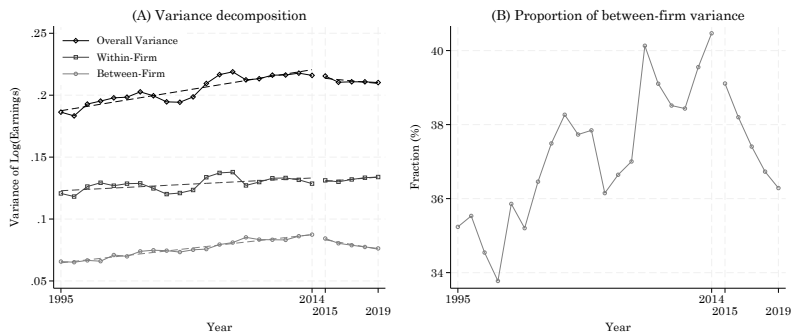 (A) Variance decomposition
Variance of Log(Earnings)
.25
.2
.15
.1
.05
Overall Variance
Within-Firm
Between-Firm
1995
2014
2015
2019
Year
(B) Proportion of between-firm variance
Fraction (%)
40
38
36
34
1995
2014
2015
2019
Year